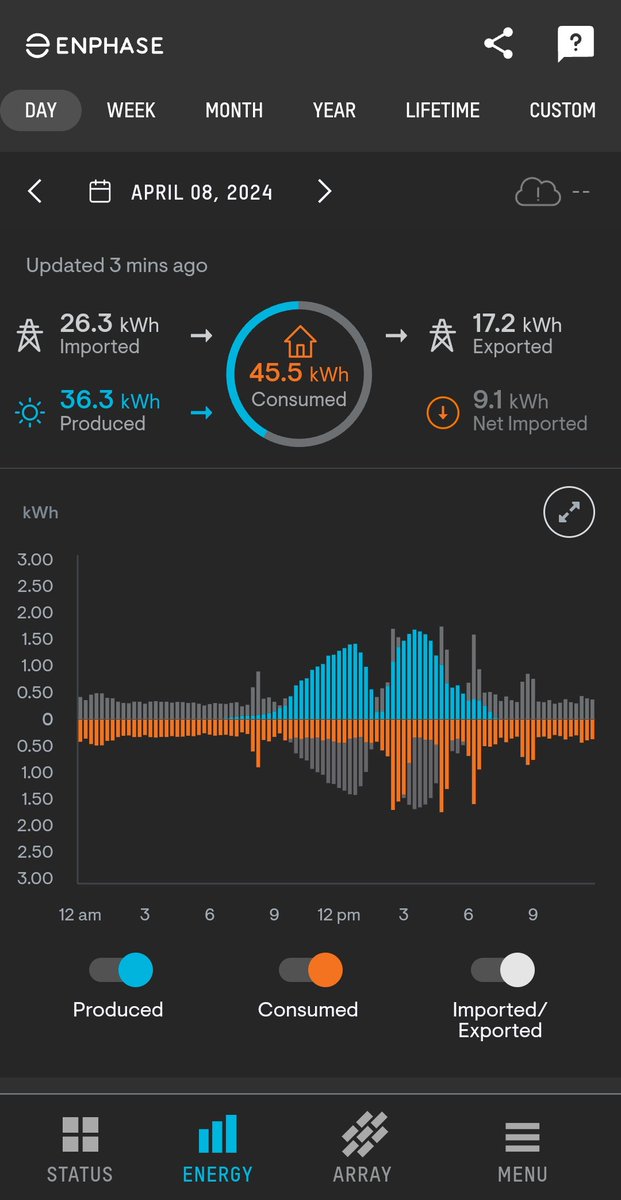 ENPHASE
?
DAY WEEK MONTH YEAR LIFETIME CUSTOM
APRIL 08, 2024
! --
Updated 3 mins ago
26.3 kWh
Imported
45.5 kWh
Consumed
17.2 kWh
Exported
36.3 kWh
Produced
9.1 kWh
Net Imported
kWh
3.00
2.50
2.00
1.50
1.00
0.50
0
0.50
1.00
1.50
2.00
2.50
3.00
12 am 3 6 9 12 pm 3 6 9
Produced
Consumed
Imported/
Exported
STATUS ENERGY ARRAY MENU